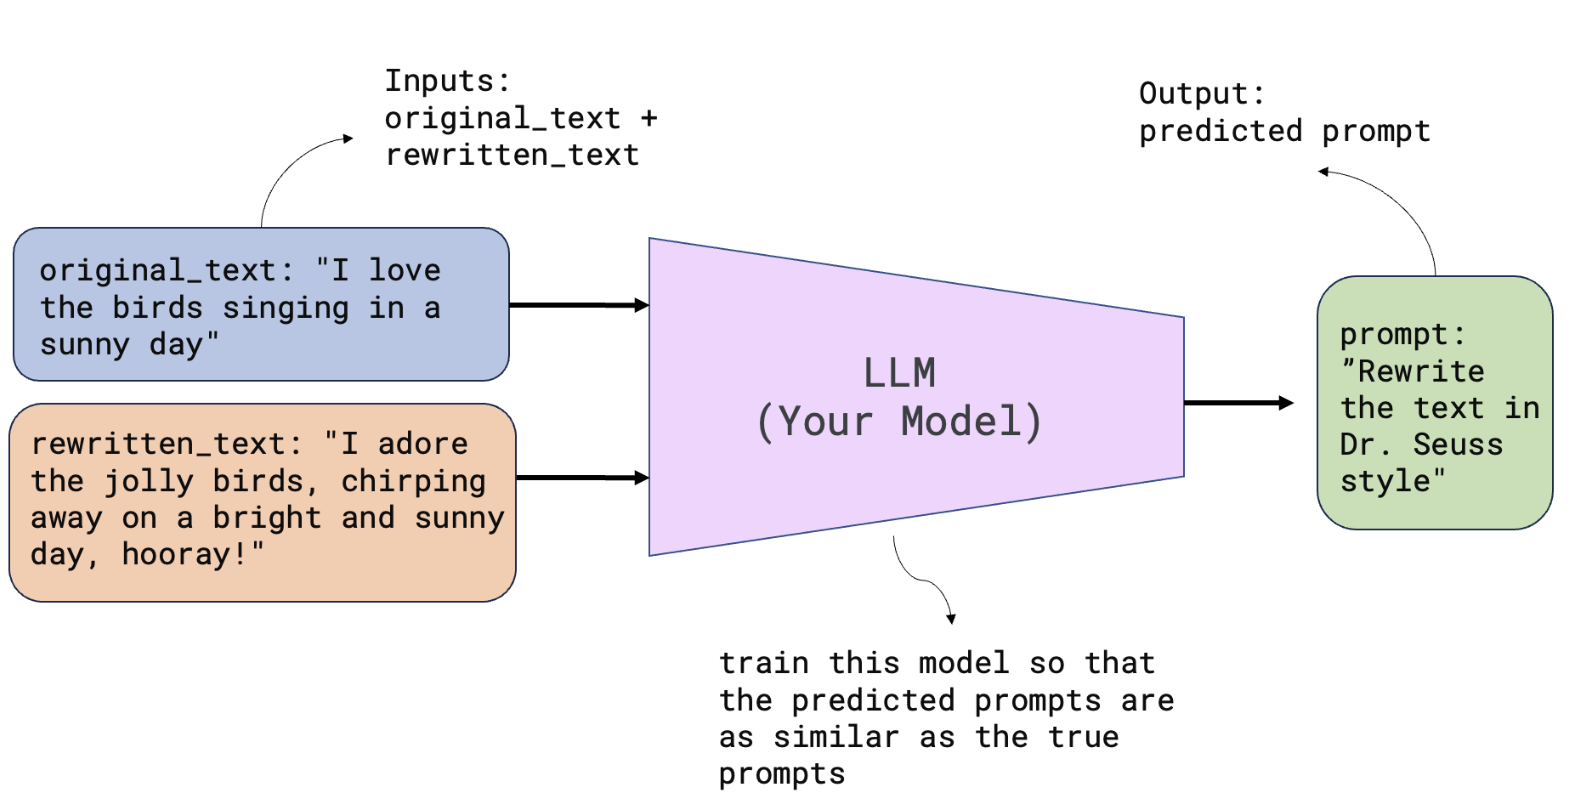 Inputs:
original_text +
rewritten_text
Output:
predicted prompt
original_text: "I love
the birds singing in a
sunny day"
rewritten_text: "I adore
the jolly birds, chirping
away on a bright and sunny
day, hooray!"
LLM
(Your Model)
prompt:
”Rewrite
the text in
Dr. Seuss
style"
train this model so that
the predicted prompts are
as similar as the true
prompts